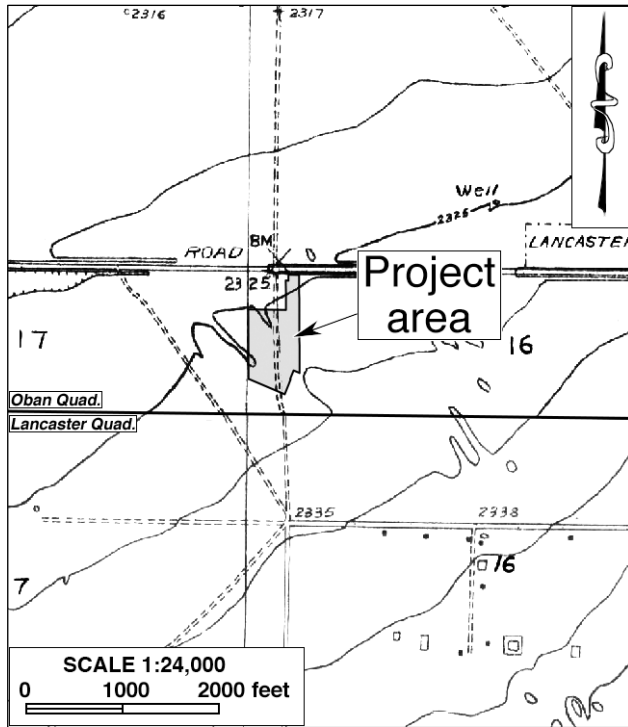 2316
2317
Well
2325
BM
ROAD
LANCASTER
2325
Project
area
17
16
Oban Quad.
Lancaster Quad.
2335
2338
7
16
SCALE 1:24,000
0 1000 2000 feet